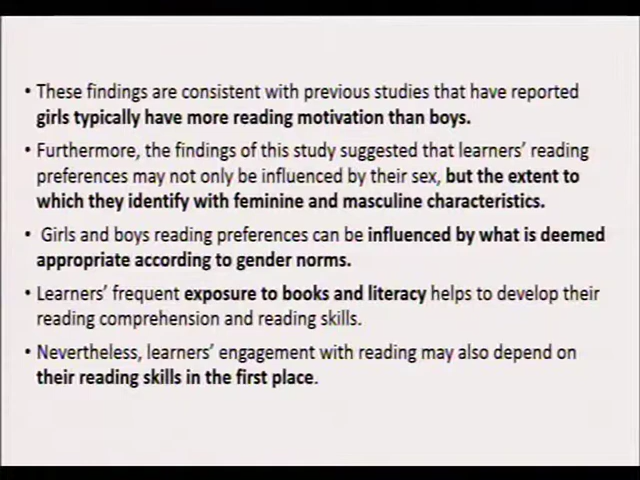 • These findings are consistent with previous studies that have reported
girls typically have more reading motivation than boys.
• Furthermore, the findings of this study suggested that learners' reading
preferences may not only be influenced by their sex, but the extent to
which they identify with feminine and masculine characteristics.
• Girls and boys reading preferences can be influenced by what is deemed
appropriate according to gender norms.
• Learners' frequent exposure to books and literacy helps to develop their
reading comprehension and reading skills.
• Nevertheless, learners' engagement with reading may also depend on
their reading skills in the first place.